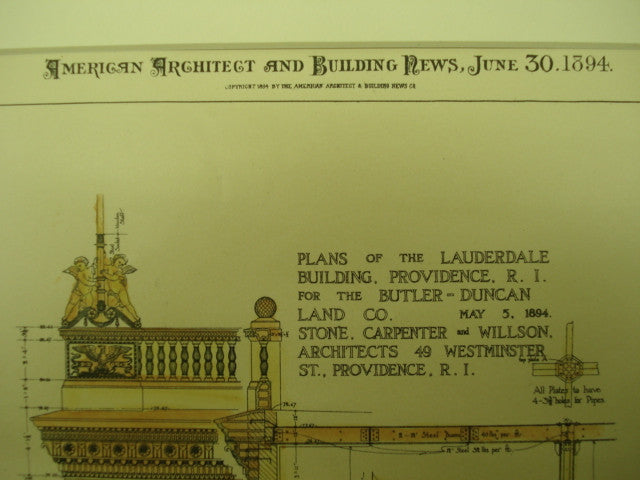 AMERICAN ARCHITECT AND BUILDING NEWS, JUNE 30. 1894.
COPYRIGHT 1894 BY THE AMERICAN ARCHITECT & BUILDING NEWS CO
PLANS OF THE LAUDERDALE
BUILDING, PROVIDENCE, R. I.
FOR THE BUTLER-DUNCAN
LAND CO. MAY 5, 1894.
STONE, CARPENTER and WILLSON,
ARCHITECTS 49 WESTMINSTER
ST., PROVIDENCE, R. I.
All Plates to have
for Pipes
Steel Beams